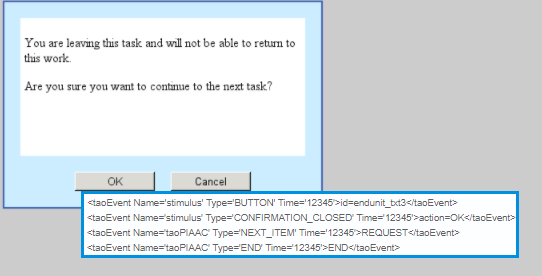 You are leaving this task and will not be able to return to
this work.
Are you sure you want to continue to the next task?
OK
Cancel
<taoEvent Name='stimulus' Type='BUTTON' Time='12345'>id=endunit_txt3</taoEvent>
<taoEvent Name='stimulus' Type='CONFIRMATION_CLOSED' Time='12345'>action=OK</taoEvent>
<taoEvent Name='taoPIAAC' Type='NEXT_ITEM' Time='12345'>REQUEST</taoEvent>
<taoEvent Name='taoPIAAC' Type='END' Time='12345'>END</taoEvent>